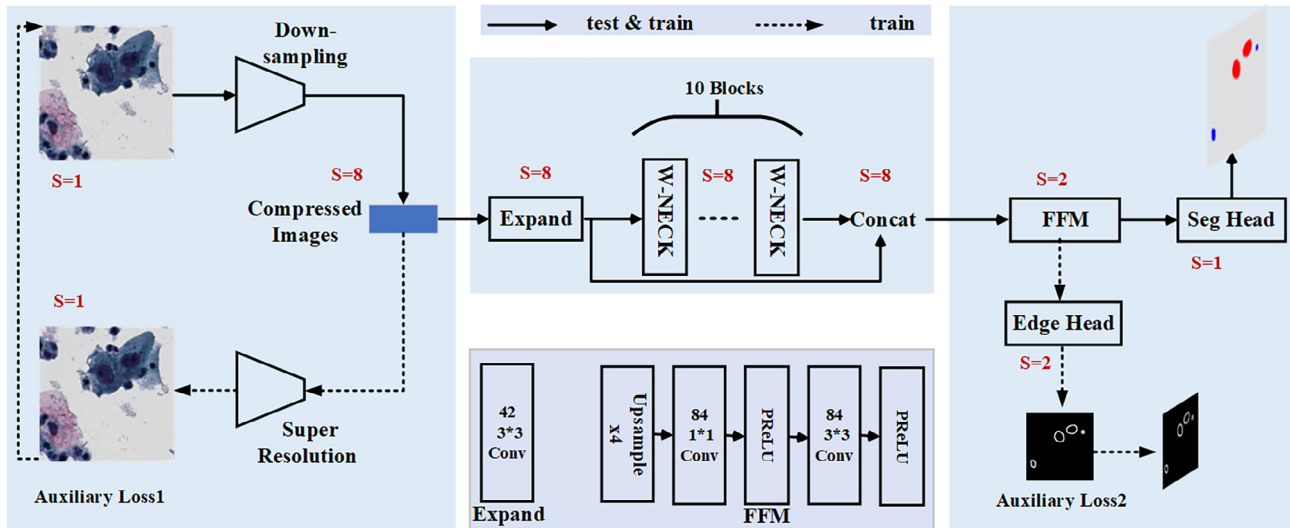 Down-
sampling
S=1
S=8
Compressed
Images
S=1
Super
Resolution
Auxiliary Loss1
test & train
train
10 Blocks
S=8
S=8
S=8
Expand
W-NECK
W-NECK
Concat
42
3*3
Conv
Expand
Upsample
x4
84
1*1
Conv
PReLU
84
3*3
Conv
PReLU
FFM
S=2
FFM
Seg Head
S=1
Edge Head
S=2
Auxiliary Loss2